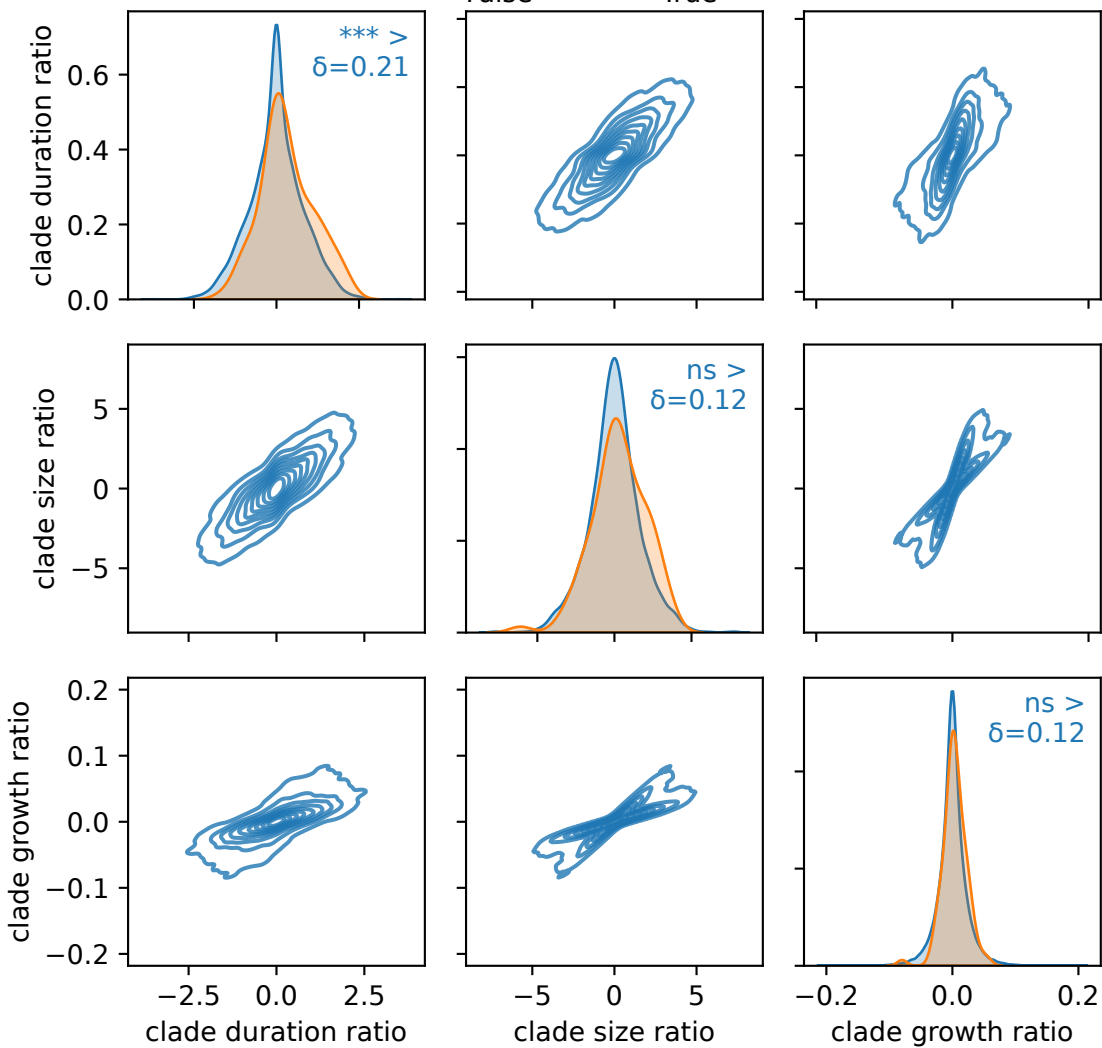 True
clade duration ratio
0.6
0.4
0.2
0.0
*** >
δ=0.21
clade size ratio
5
0
−5
ns >
δ=0.12
clade growth ratio
0.2
0.1
0.0
−0.1
−0.2
ns >
δ=0.12
−2.5 0.0 2.5
−5 0 5
−0.2 0.0 0.2
clade duration ratio
clade size ratio
clade growth ratio